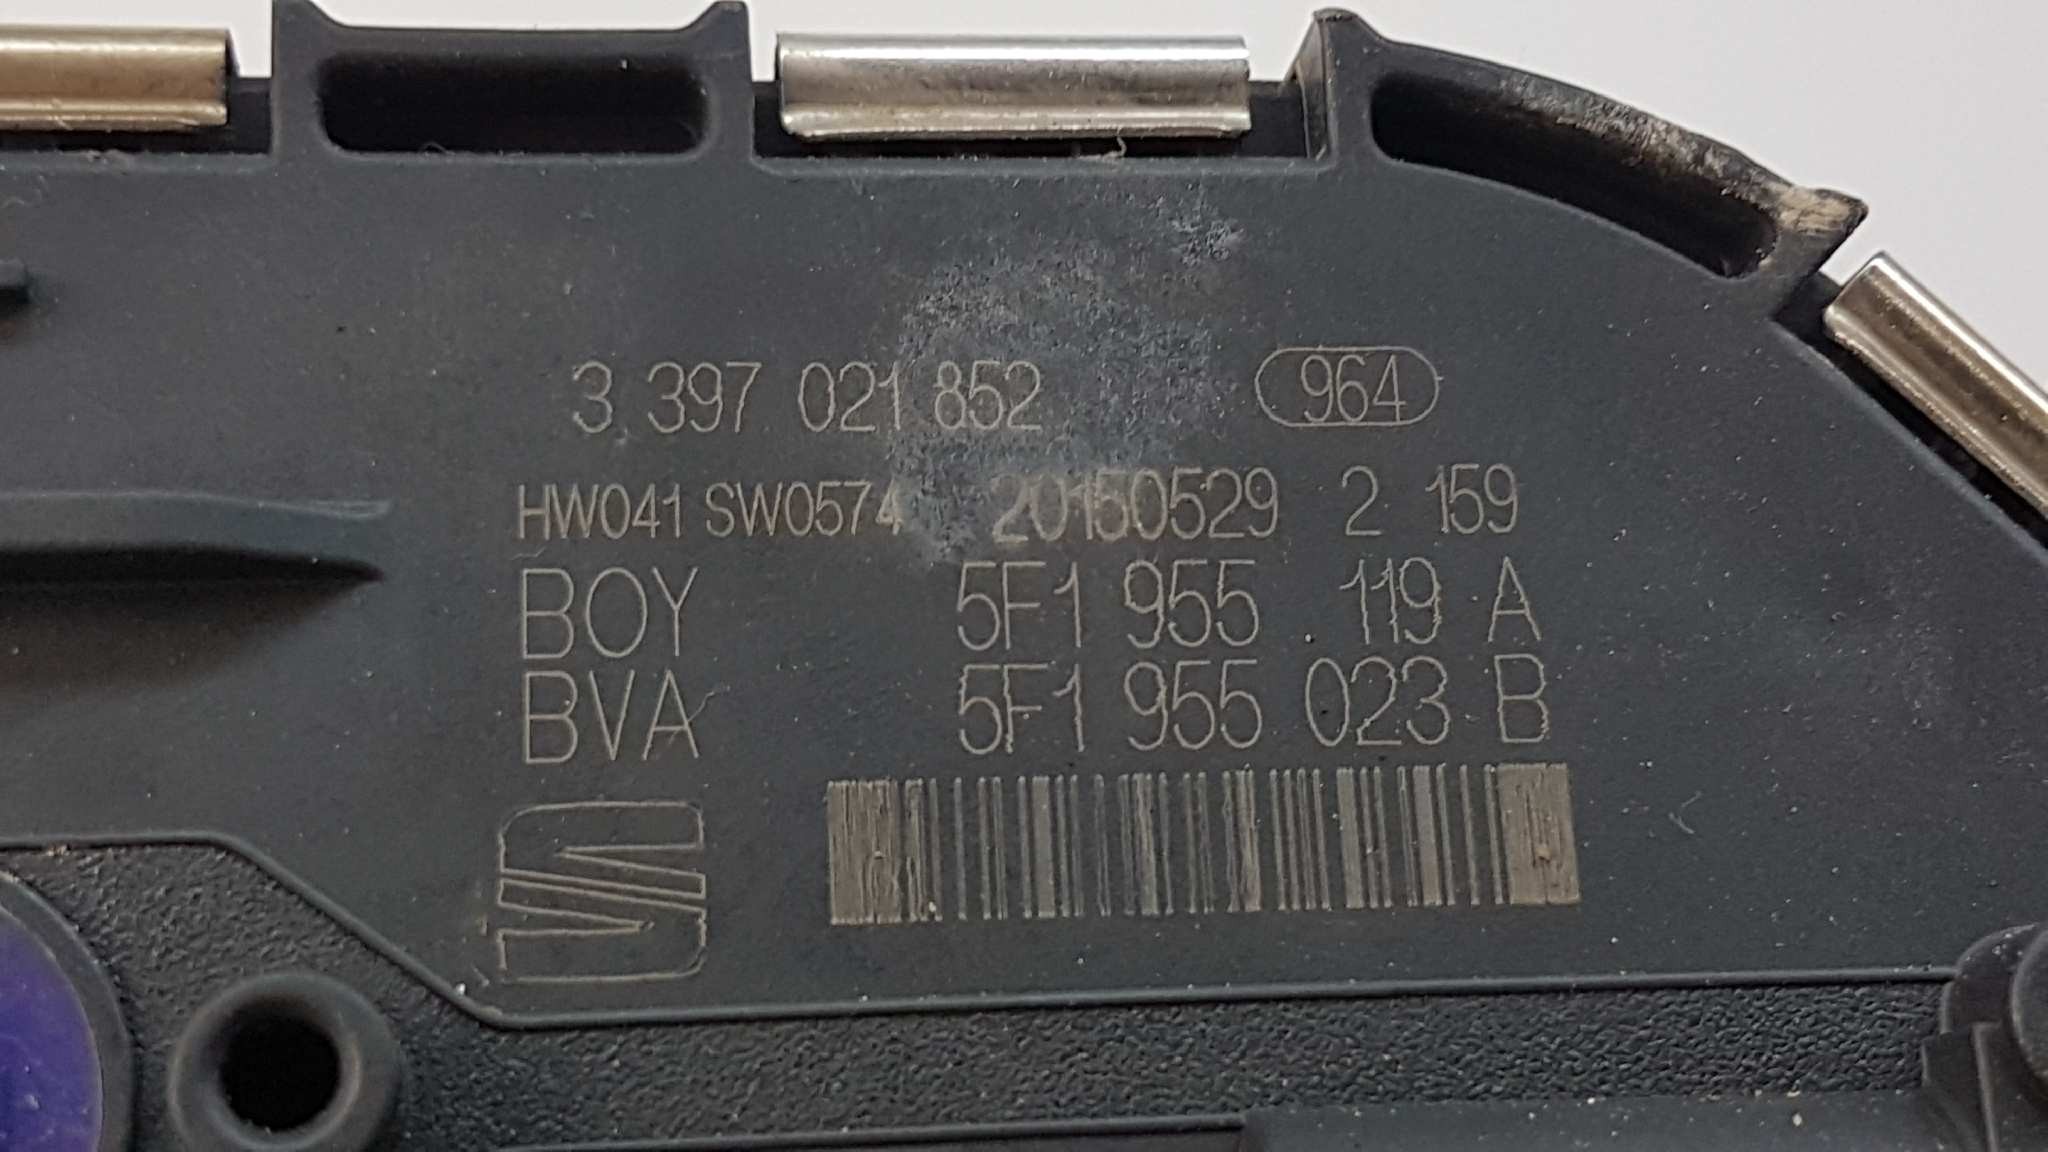 3 397 021 852 964
HW041 SW0574 20150529 2 159
BOY 5F1 955 119 A
BVA 5F1 955 023 B